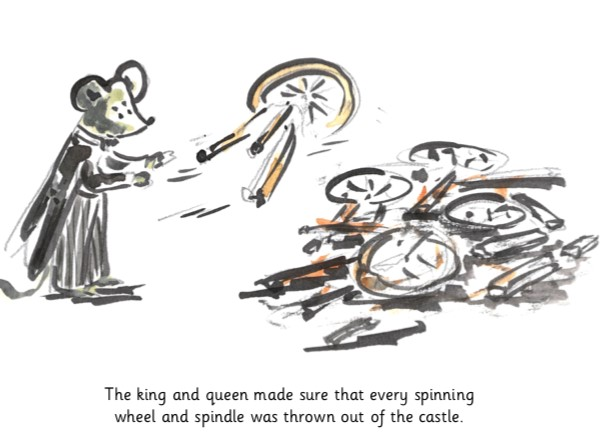 The king and queen made sure that every spinning
wheel and spindle was thrown out of the castle.